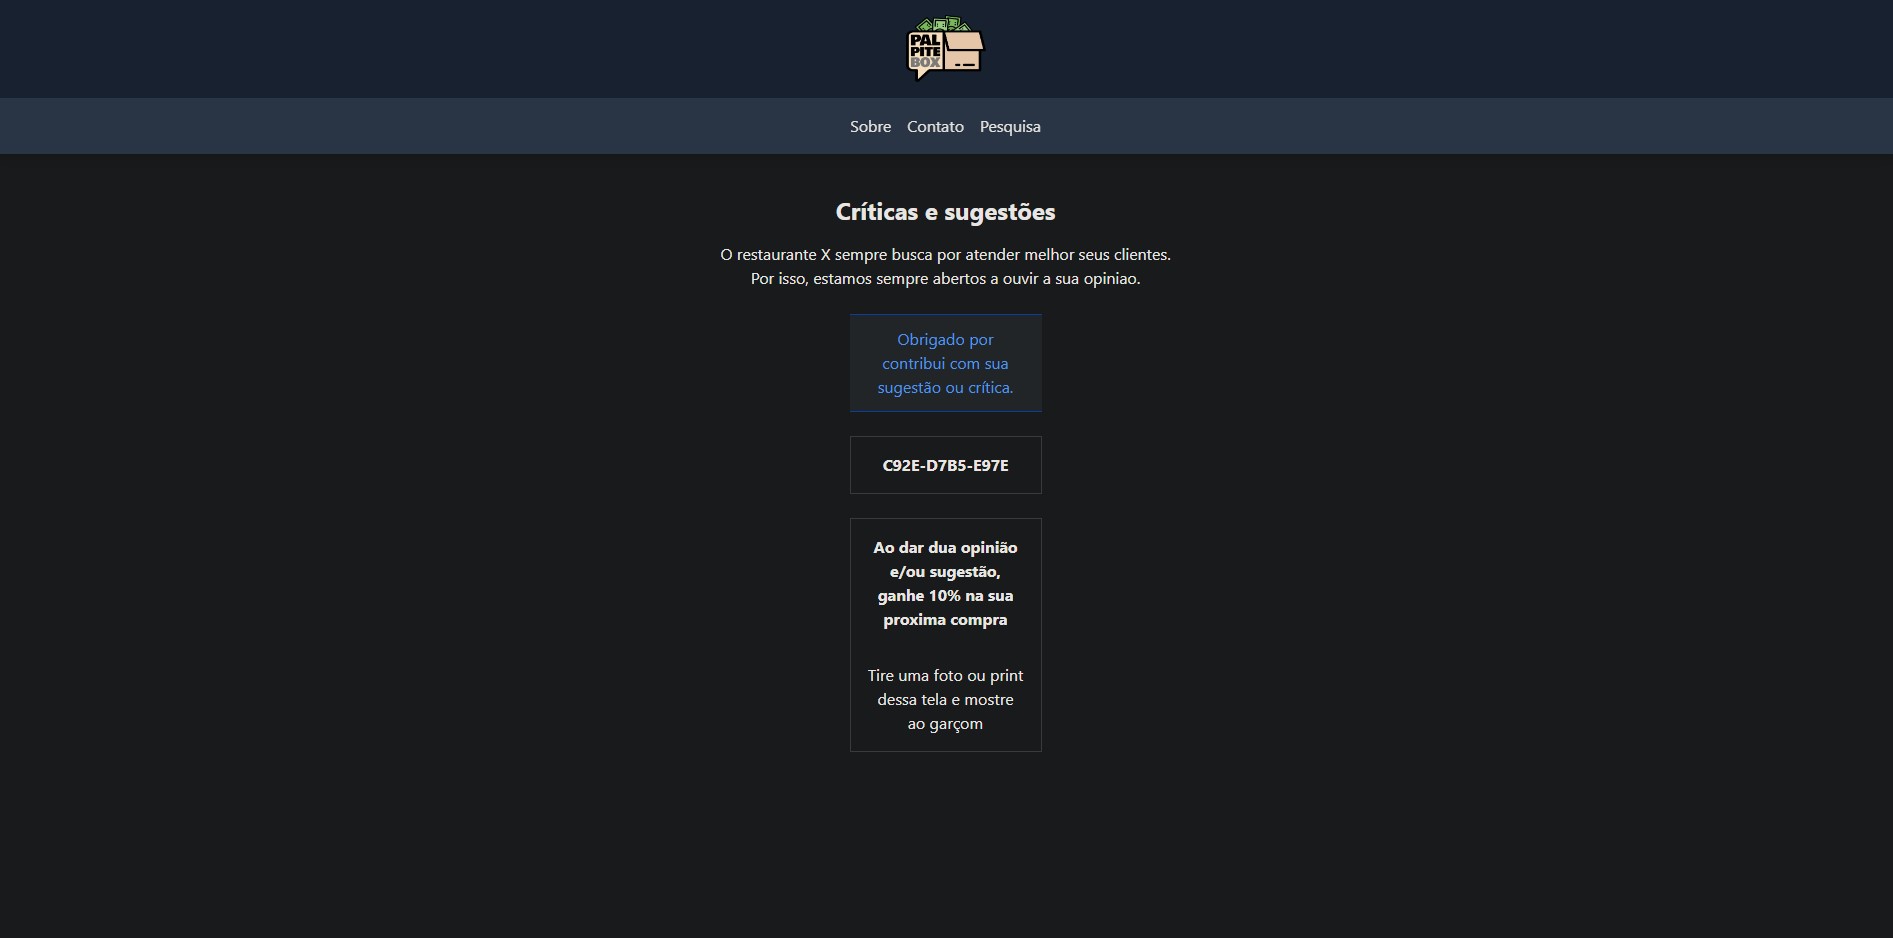 PAL
PITE
BOX
Sobre Contato Pesquisa
Críticas e sugestões
O restaurante X sempre busca por atender melhor seus clientes.
Por isso, estamos sempre abertos a ouvir a sua opiniao.
Obrigado por
contribui com sua
sugestão ou crítica.
C92E-D7B5-E97E
Ao dar dua opinião
e/ou sugestão,
ganhe 10% na sua
proxima compra
Tire uma foto ou print
dessa tela e mostre
ao garçom